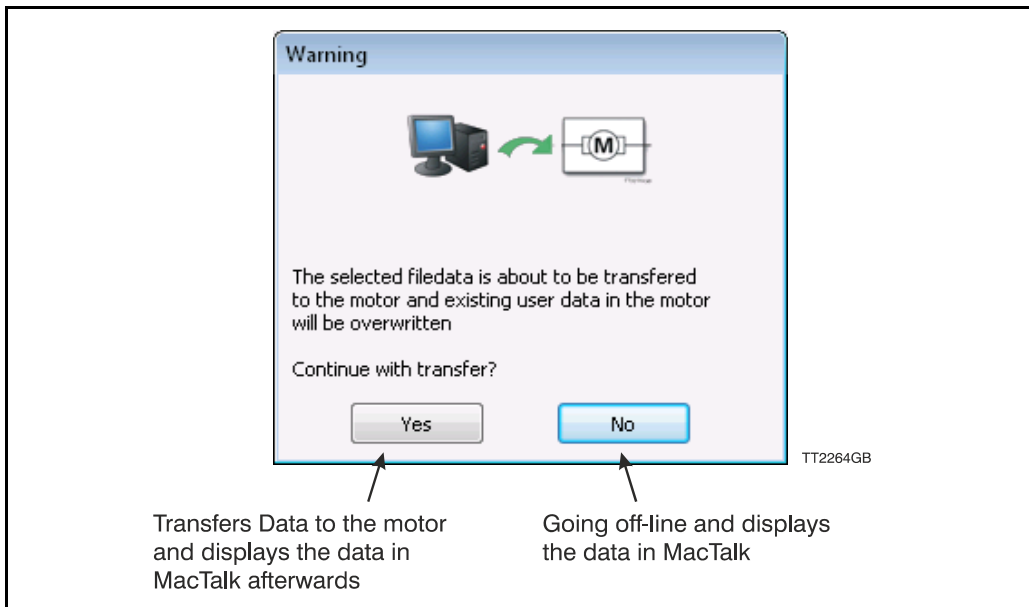 Warning
M
The selected filedata is about to be transfered
to the motor and existing user data in the motor
will be overwritten
Continue with transfer?
Yes
No
TT2264GB
Transfers Data to the motor
and displays the data in
MacTalk afterwards
Going off-line and displays
the data in MacTalk